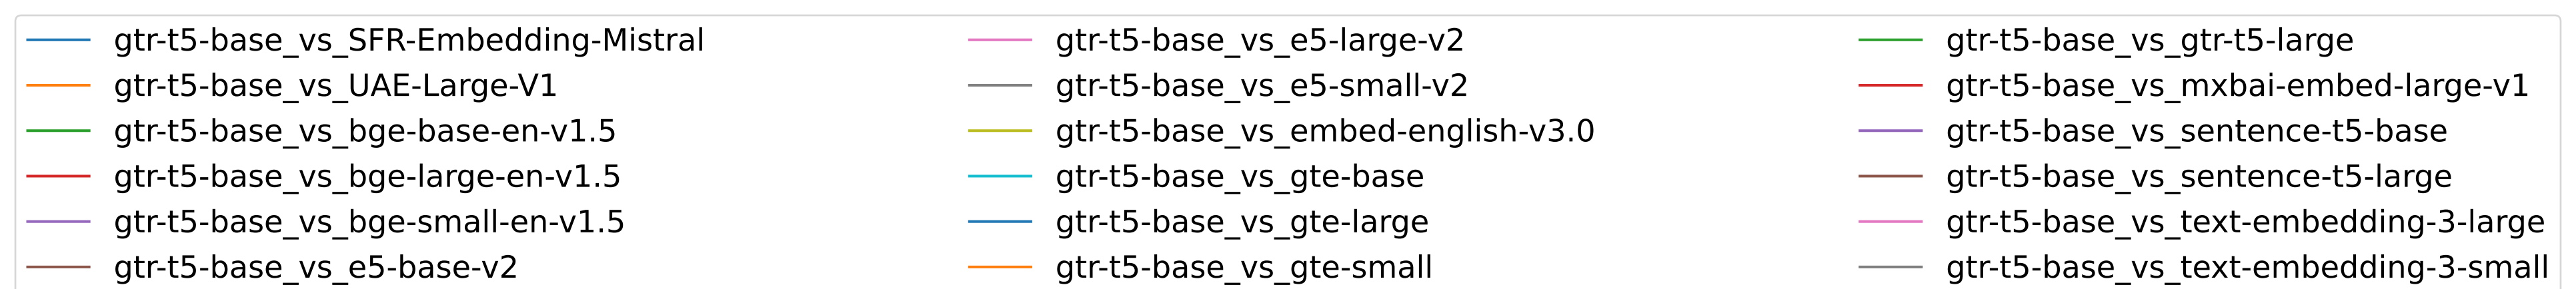 gtr-t5-base_vs_SFR-Embedding-Mistral
gtr-t5-base_vs_UAE-Large-V1
gtr-t5-base_vs_bge-base-en-v1.5
gtr-t5-base_vs_bge-large-en-v1.5
gtr-t5-base_vs_bge-small-en-v1.5
gtr-t5-base_vs_e5-base-v2
gtr-t5-base_vs_e5-large-v2
gtr-t5-base_vs_e5-small-v2
gtr-t5-base_vs_embed-english-v3.0
gtr-t5-base_vs_gte-base
gtr-t5-base_vs_gte-large
gtr-t5-base_vs_gte-small
gtr-t5-base_vs_gtr-t5-large
gtr-t5-base_vs_mxbai-embed-large-v1
gtr-t5-base_vs_sentence-t5-base
gtr-t5-base_vs_sentence-t5-large
gtr-t5-base_vs_text-embedding-3-large
gtr-t5-base_vs_text-embedding-3-small